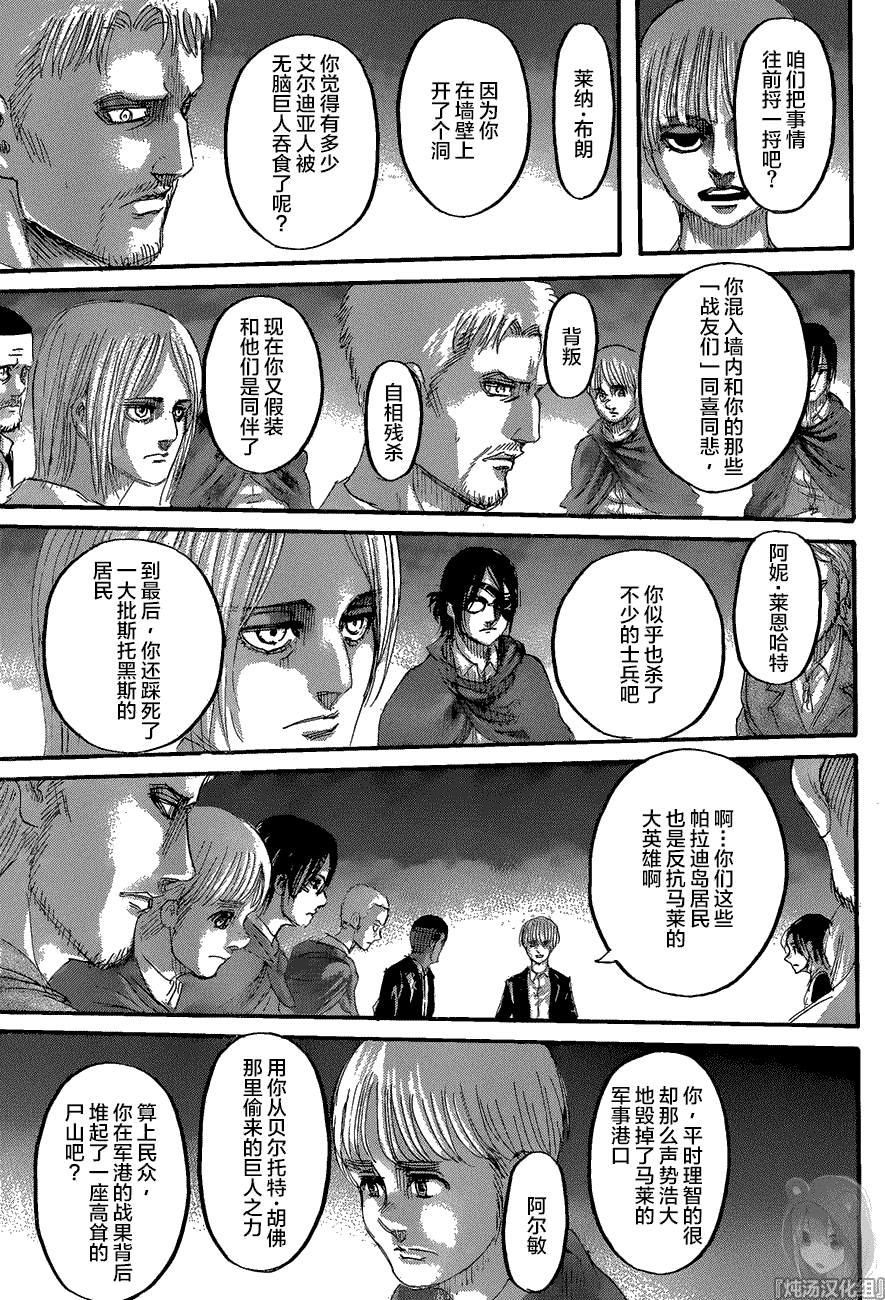 咱们把事情
往前捋一捋吧？
莱纳·布朗
因为你
在墙壁上
开了个洞
你觉得有多少
艾尔迪亚人被
无脑巨人吞食了呢？
你混入墙内和你的那些
「战友们」同喜同悲，
背叛
自相残杀
现在你又假装
和他们是同伴了
阿妮·莱恩哈特
你似乎也杀了
不少的士兵吧
到最后，你还踩死了
一大批斯托黑斯的
居民
啊…你们这些
帕拉迪岛居民
也是反抗马莱的
大英雄啊
你，平时理智的很
却那么声势浩大
地毁掉了马莱的
军事港口
阿尔敏
用你从贝尔托特·胡佛
那里偷来的巨人之力
算上民众，
你在军港的战果背后
堆起了一座高耸的
尸山吧？
『炖汤汉化组』